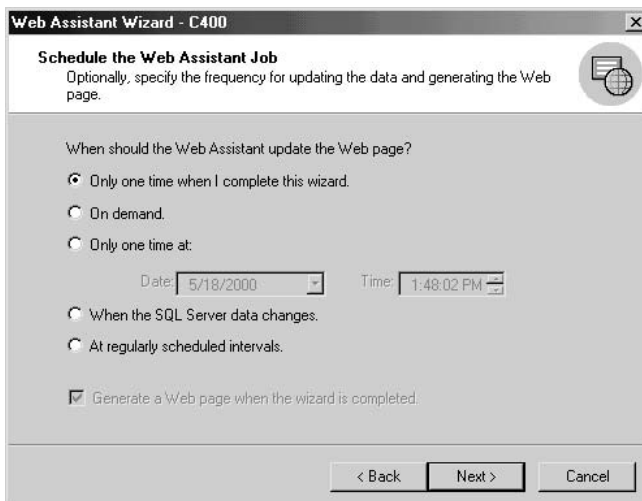 Web Assistant Wizard - C400
Schedule the Web Assistant Job
Optionally, specify the frequency for updating the data and generating the Web
page.
When should the Web Assistant update the Web page?
Only one time when I complete this wizard.
On demand.
Only one time at:
Date: 5/18/2000 Time: 1:48:02 PM
When the SQL Server data changes.
At regularly scheduled intervals.
Generate a Web page when the wizard is completed.
< Back Next > Cancel